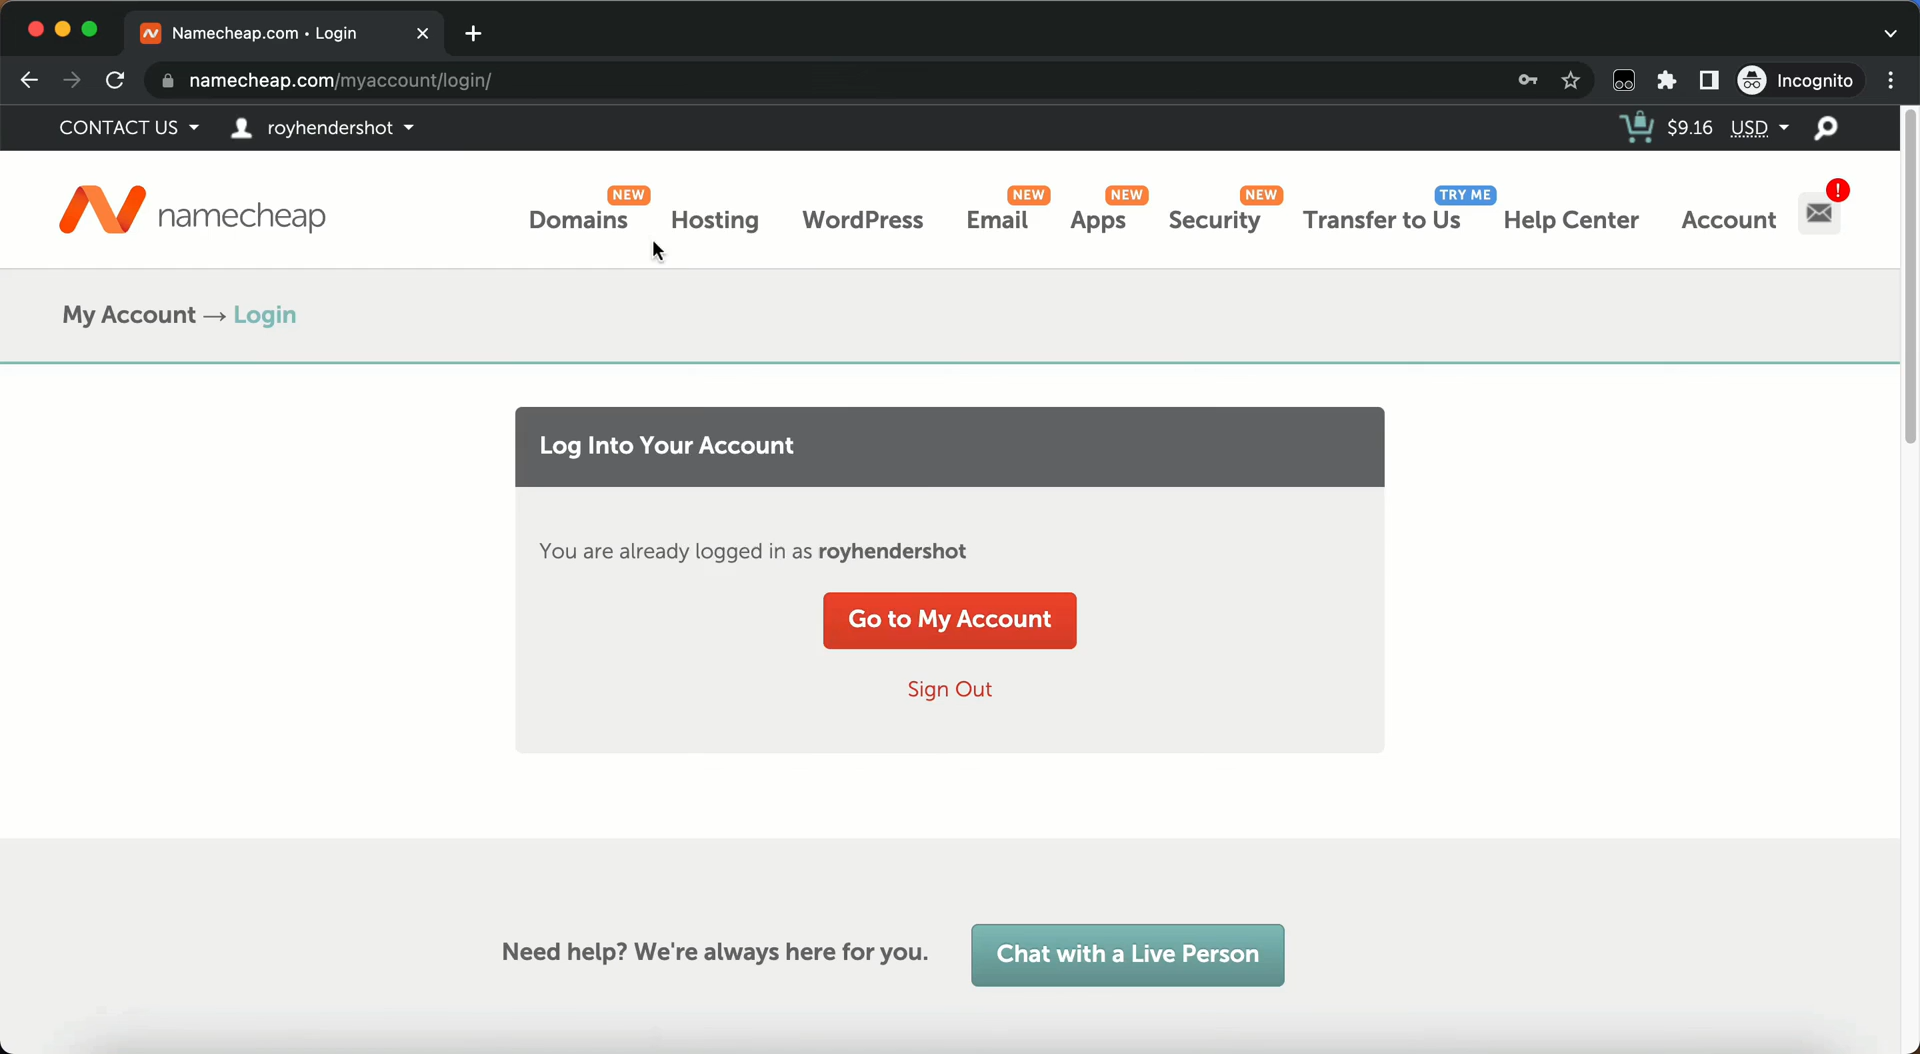 Namecheap.com • Login
namecheap.com/myaccount/login/
Incognito
CONTACT US
royhendershot
$9.16 USD
namecheap
Domains NEW
Hosting
WordPress
Email NEW
Apps NEW
Security NEW
Transfer to Us TRY ME
Help Center
Account
!
My Account → Login
Log Into Your Account
You are already logged in as royhendershot
Go to My Account
Sign Out
Need help? We're always here for you.
Chat with a Live Person